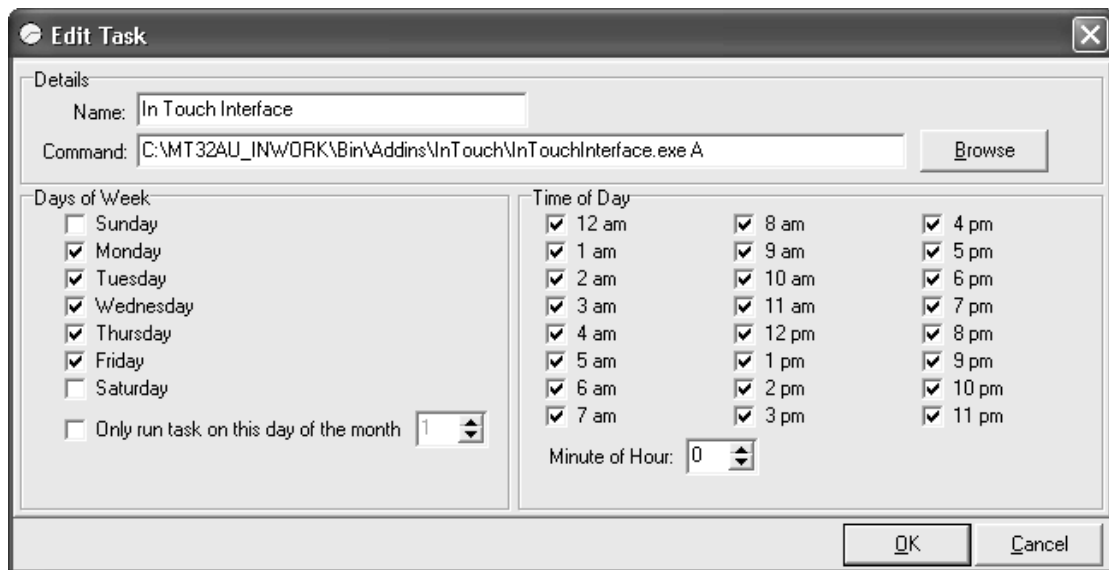 Edit Task
Details
Name: In Touch Interface
Command: C:\MT32AU_INWORK\Bin\Addins\InTouch\InTouchInterface.exe A Browse
Days of Week
Sunday
Monday
Tuesday
Wednesday
Thursday
Friday
Saturday
Only run task on this day of the month 1
Time of Day
12 am 8 am 4 pm
1 am 9 am 5 pm
2 am 10 am 6 pm
3 am 11 am 7 pm
4 am 12 pm 8 pm
5 am 1 pm 9 pm
6 am 2 pm 10 pm
7 am 3 pm 11 pm
Minute of Hour: 0
OK Cancel